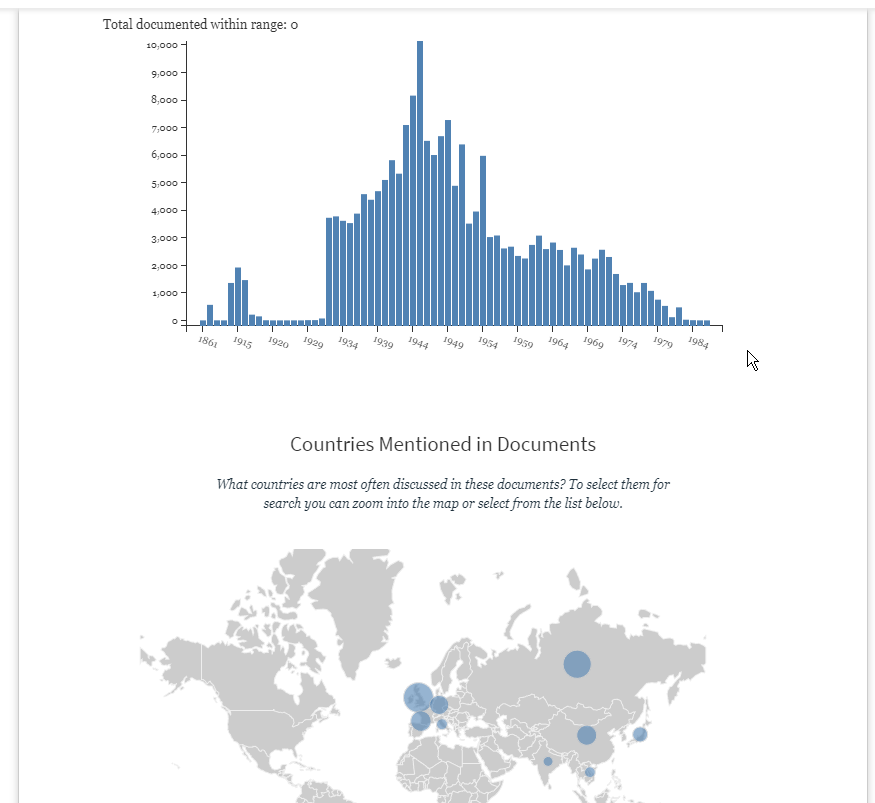 Total documented within range: 0
10,000
9,000
8,000
7,000
6,000
5,000
4,000
3,000
2,000
1,000
0
1861 1915 1920 1929 1934 1939 1944 1949 1954 1959 1964 1969 1974 1979 1984
Countries Mentioned in Documents
What countries are most often discussed in these documents? To select them for
search you can zoom into the map or select from the list below.